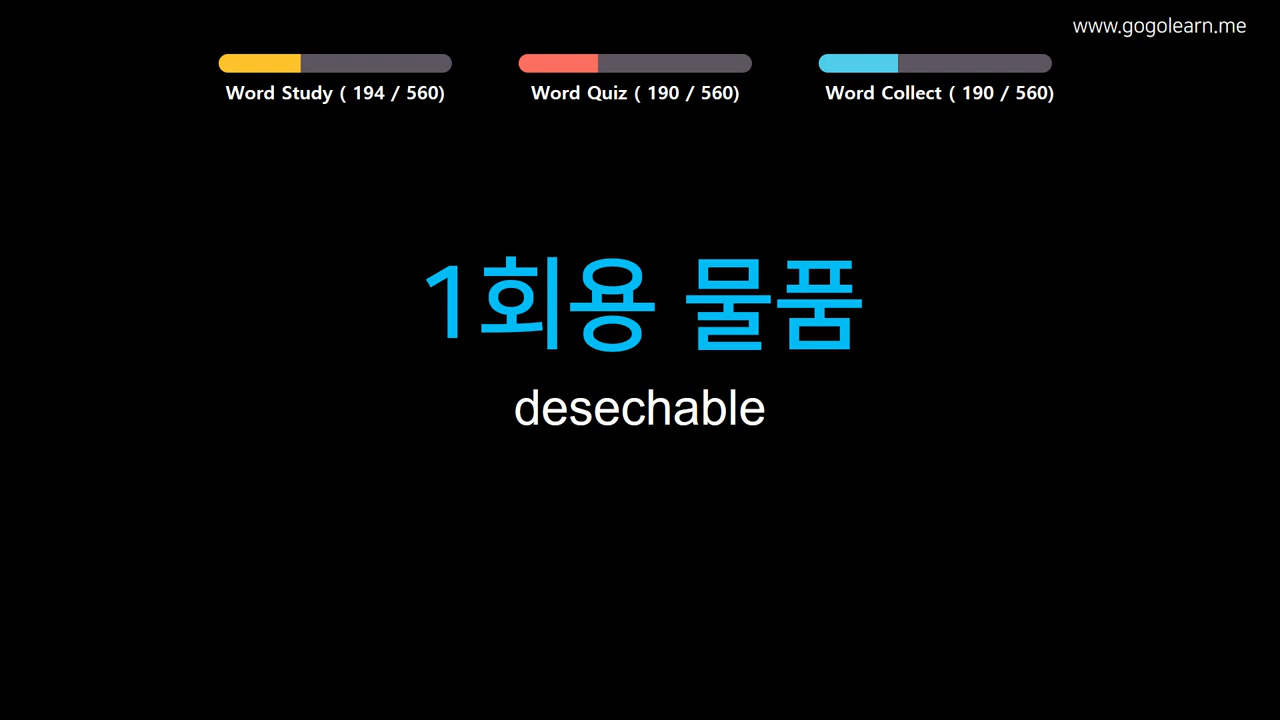 www.gogolearn.me
Word Study ( 194 / 560)
Word Quiz ( 190 / 560)
Word Collect ( 190 / 560)
1회용 물품
desechable